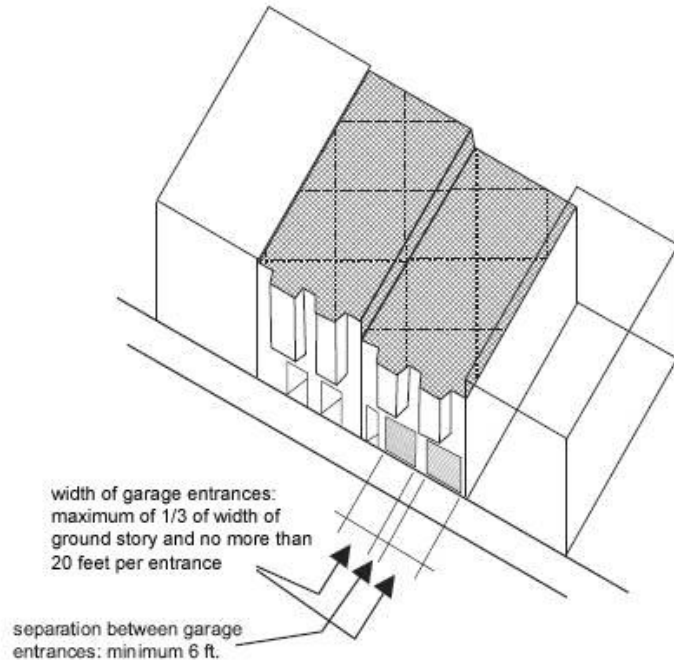 width of garage entrances:
maximum of 1/3 of width of
ground story and no more than
20 feet per entrance
separation between garage
entrances: minimum 6 ft.